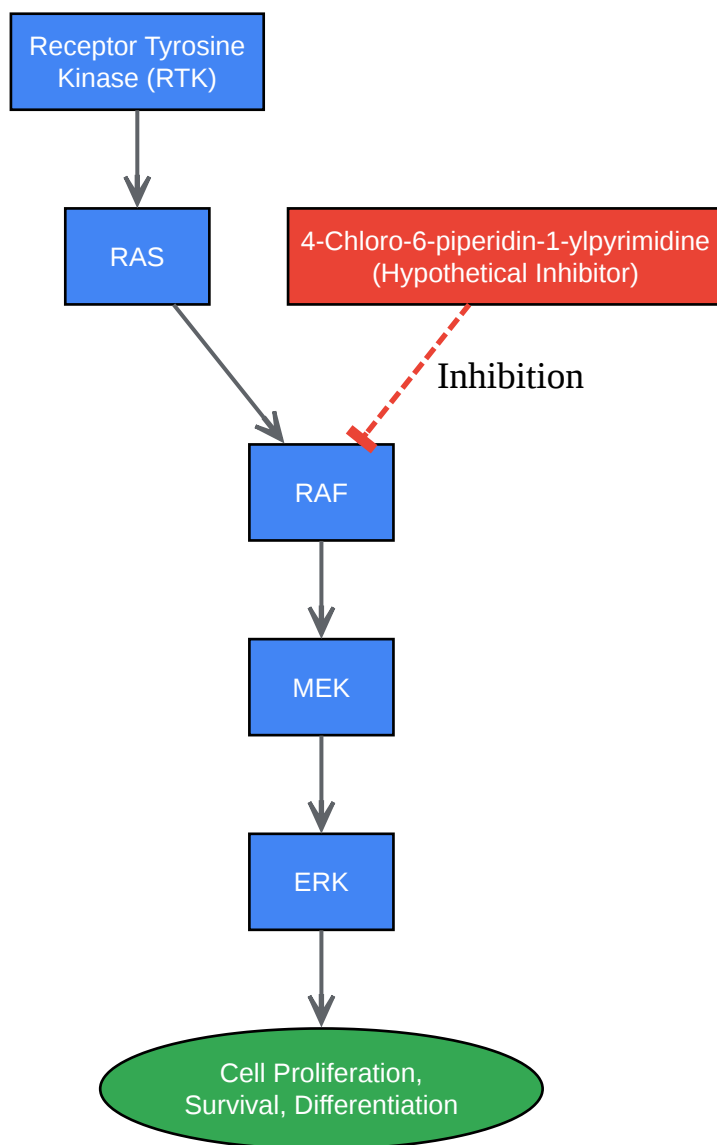 Receptor Tyrosine
Kinase (RTK)
RAS
4-Chloro-6-piperidin-1-ylpyrimidine
(Hypothetical Inhibitor)
Inhibition
RAF
MEK
ERK
Cell Proliferation,
Survival, Differentiation